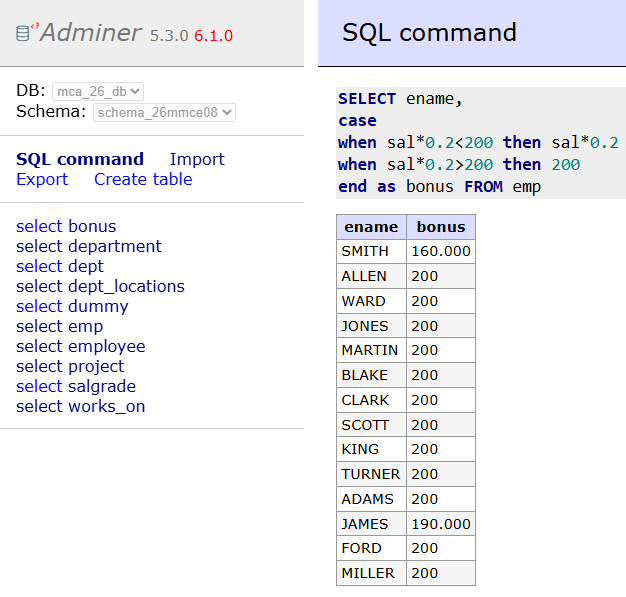 Adminer 5.3.0 6.1.0
DB: mca_26_db
Schema: schema_26mmce08
SQL command Import
Export Create table
select bonus
select department
select dept
select dept_locations
select dummy
select emp
select employee
select project
select salgrade
select works_on
SQL command
SELECT ename,
case
when sal*0.2<200 then sal*0.2
when sal*0.2>200 then 200
end as bonus FROM emp
ename bonus
SMITH 160.000
ALLEN 200
WARD 200
JONES 200
MARTIN 200
BLAKE 200
CLARK 200
SCOTT 200
KING 200
TURNER 200
ADAMS 200
JAMES 190.000
FORD 200
MILLER 200